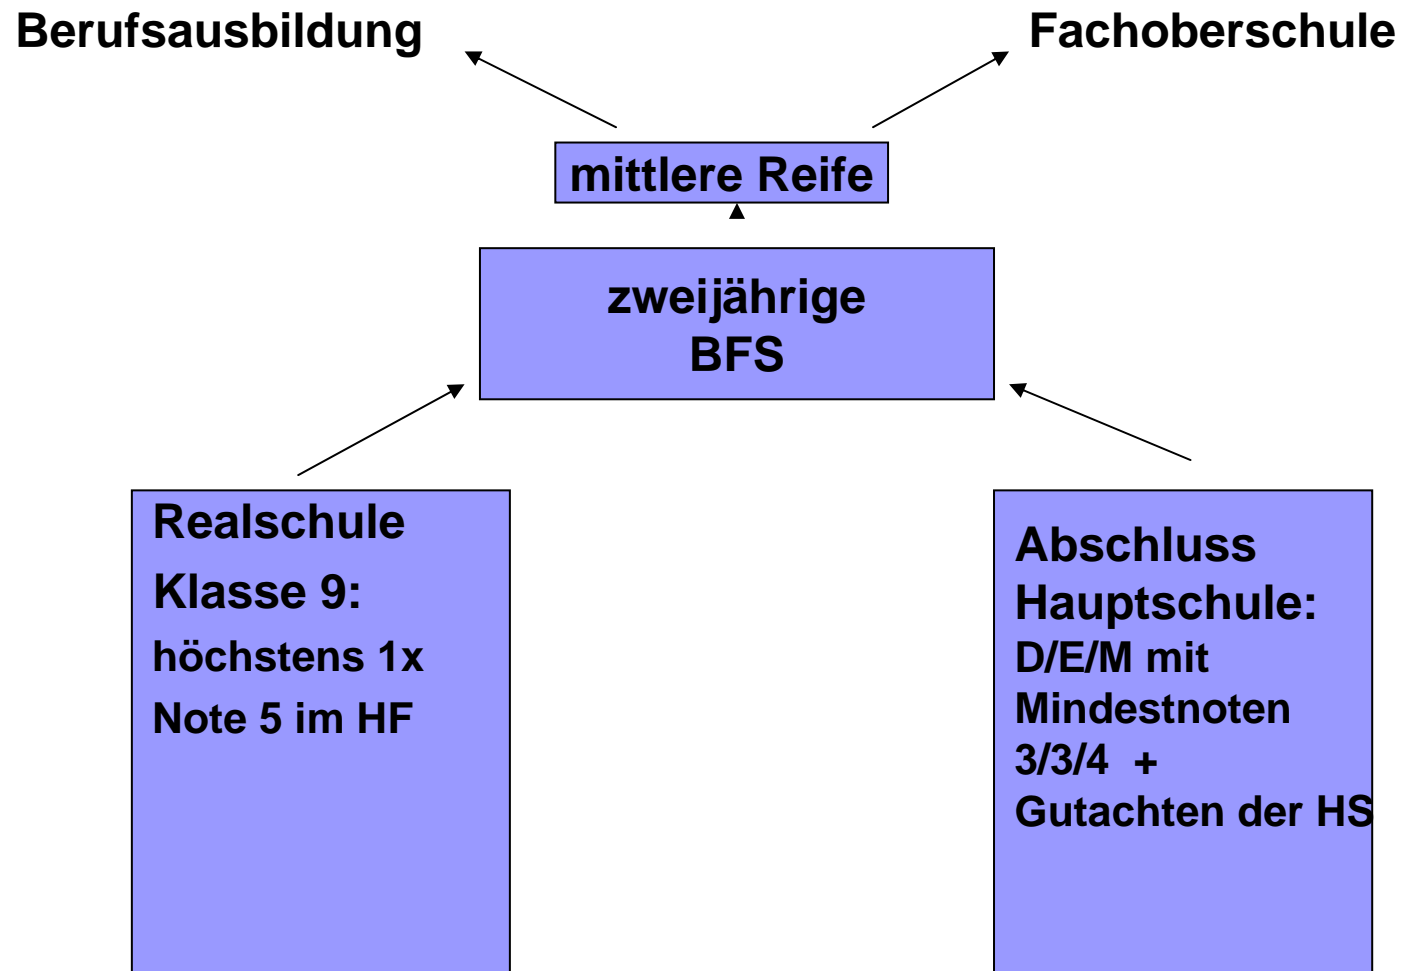 Berufsausbildung
Fachoberschule
mittlere Reife
zweijährige
BFS
Realschule
Klasse 9:
höchstens 1x
Note 5 im HF
Abschluss
Hauptschule:
D/E/M mit
Mindestnoten
3/3/4 +
Gutachten der HS